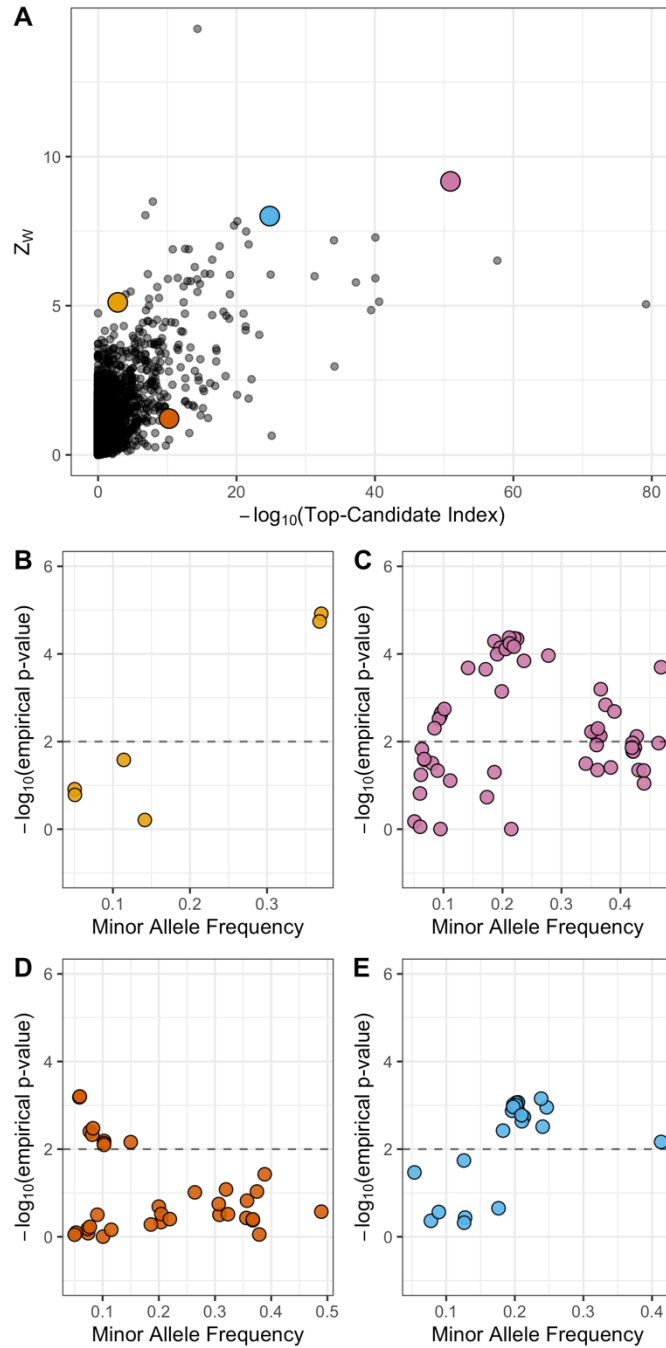 A
10
5
0
Z_W
0 20 40 60 80
−log₁₀(Top-Candidate Index)
B
6
4
2
0
−log₁₀(empirical p-value)
0.1 0.2 0.3
Minor Allele Frequency
C
6
4
2
0
−log₁₀(empirical p-value)
0.1 0.2 0.3 0.4
Minor Allele Frequency
D
6
4
2
0
−log₁₀(empirical p-value)
0.1 0.2 0.3 0.4 0.5
Minor Allele Frequency
E
6
4
2
0
−log₁₀(empirical p-value)
0.1 0.2 0.3 0.4
Minor Allele Frequency